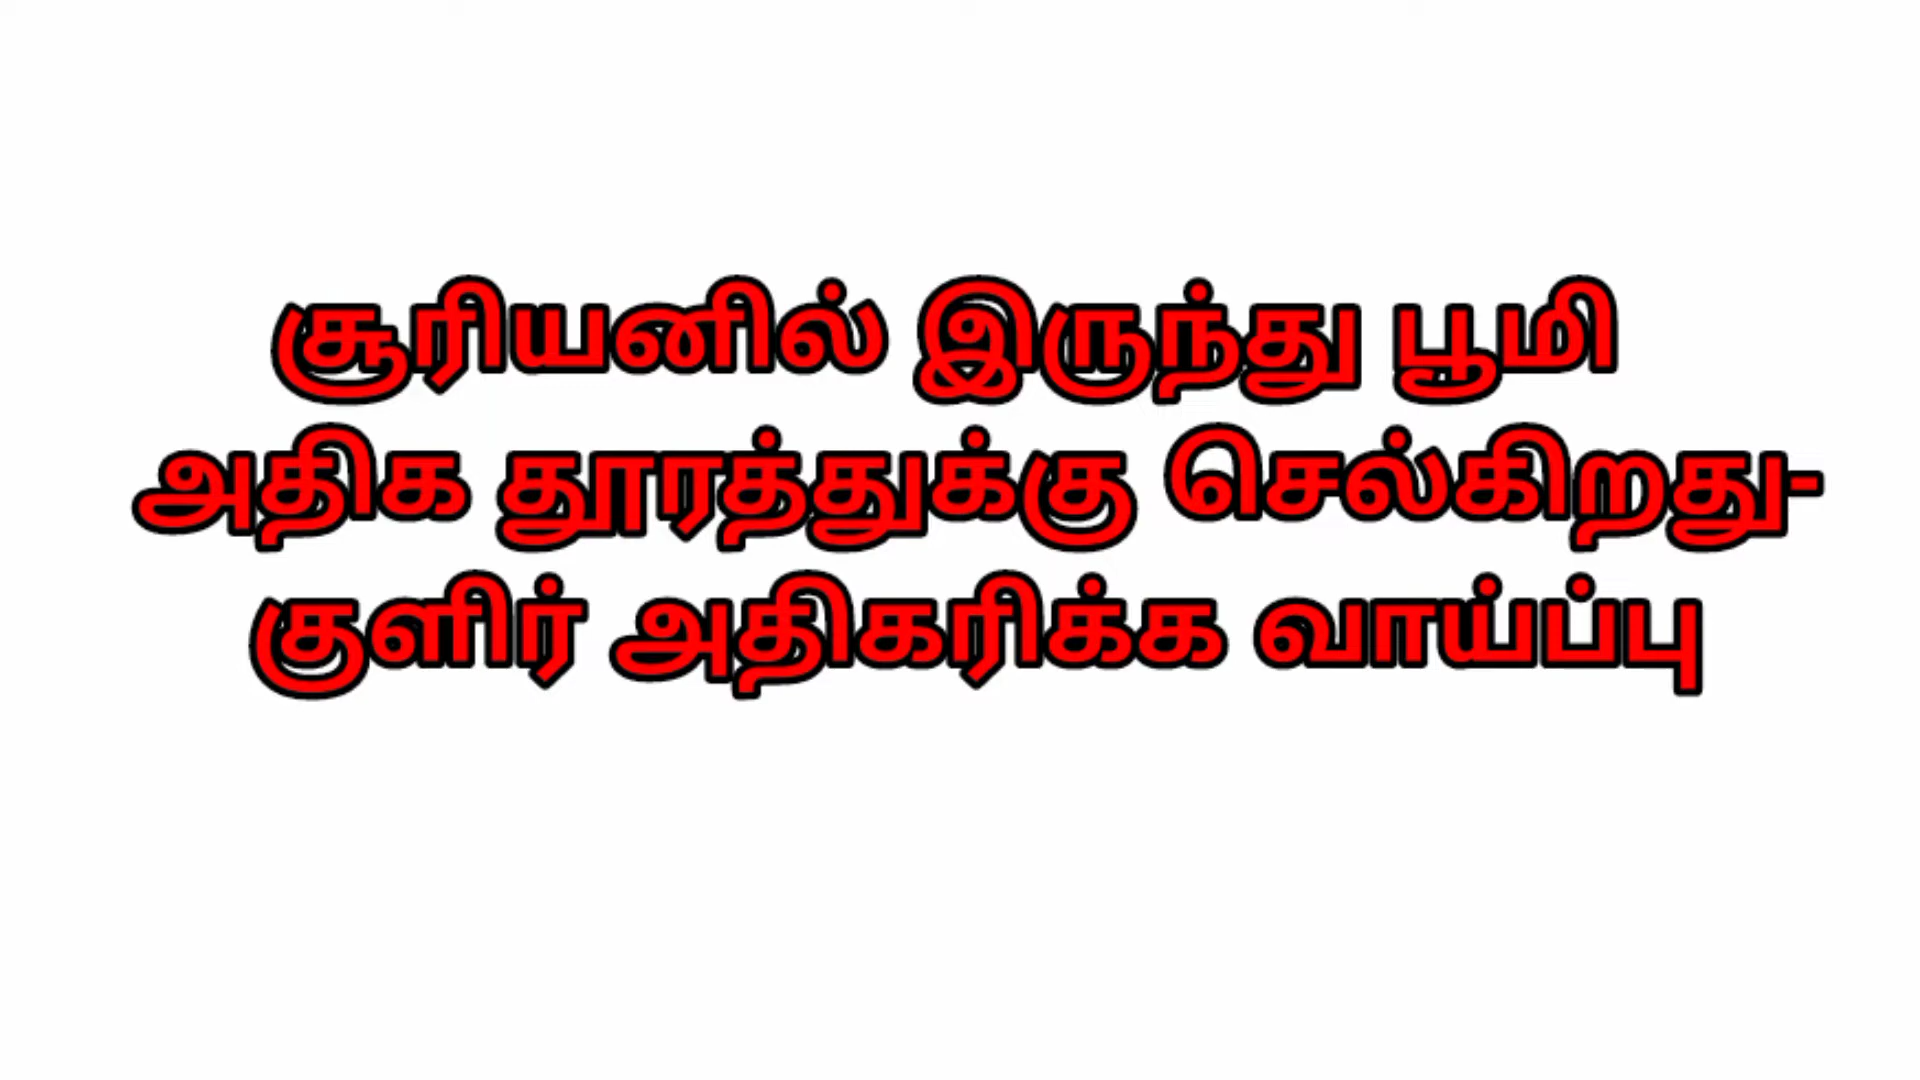 சூரியனில் இருந்து பூமி
அதிக தூரத்துக்கு செல்கிறது-
குளிர் அதிகரிக்க வாய்ப்பு